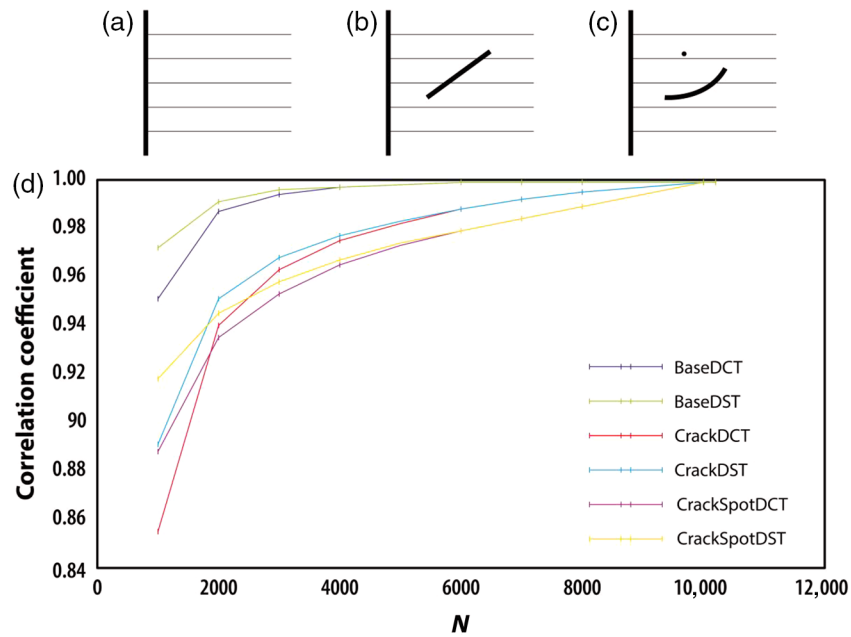 (a)
(b)
(c)
(d)
1.00
0.98
0.96
0.94
0.92
90
0.88
0.86
0.84
Correlation coefficient
BaseDCT
BaseDST
CrackDCT
CrackDST
CrackSpotDCT
CrackSpotDST
0 2000 4000 6000 8000 10,000 12,000
N